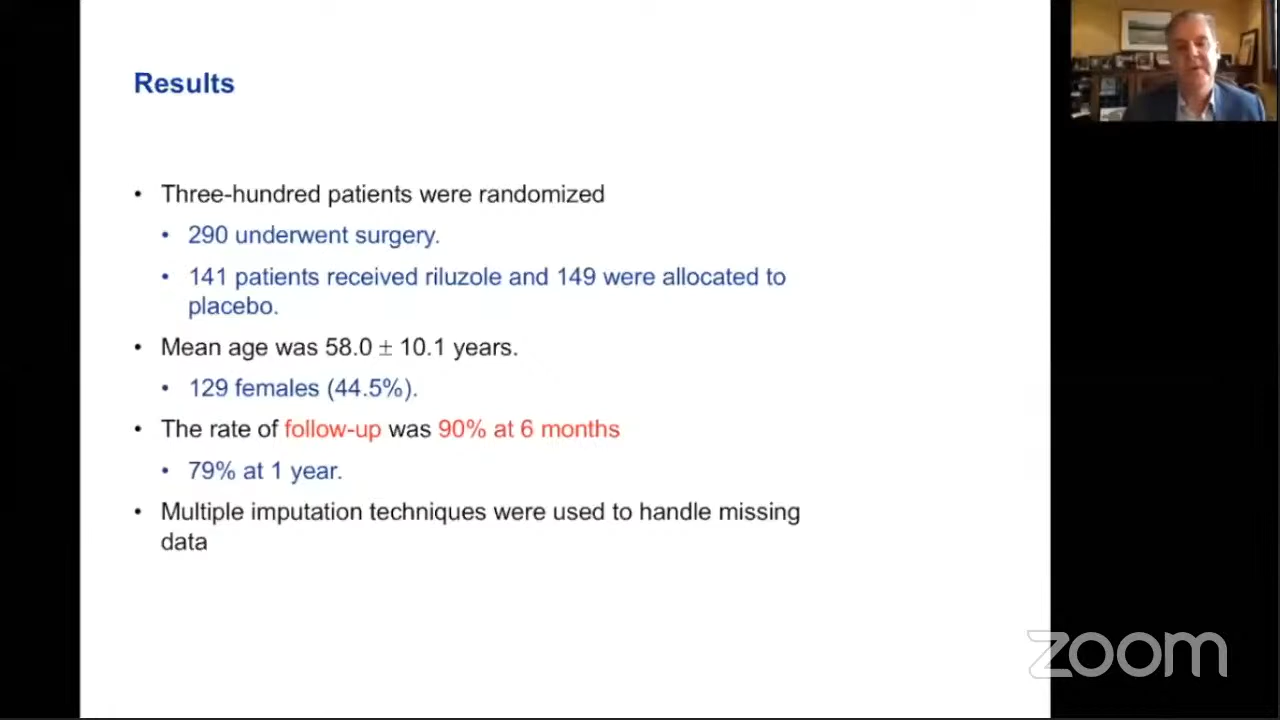 Results
• Three-hundred patients were randomized
• 290 underwent surgery.
• 141 patients received riluzole and 149 were allocated to
placebo.
• Mean age was 58.0 ± 10.1 years.
• 129 females (44.5%).
• The rate of follow-up was 90% at 6 months
• 79% at 1 year.
• Multiple imputation techniques were used to handle missing
data
zoom